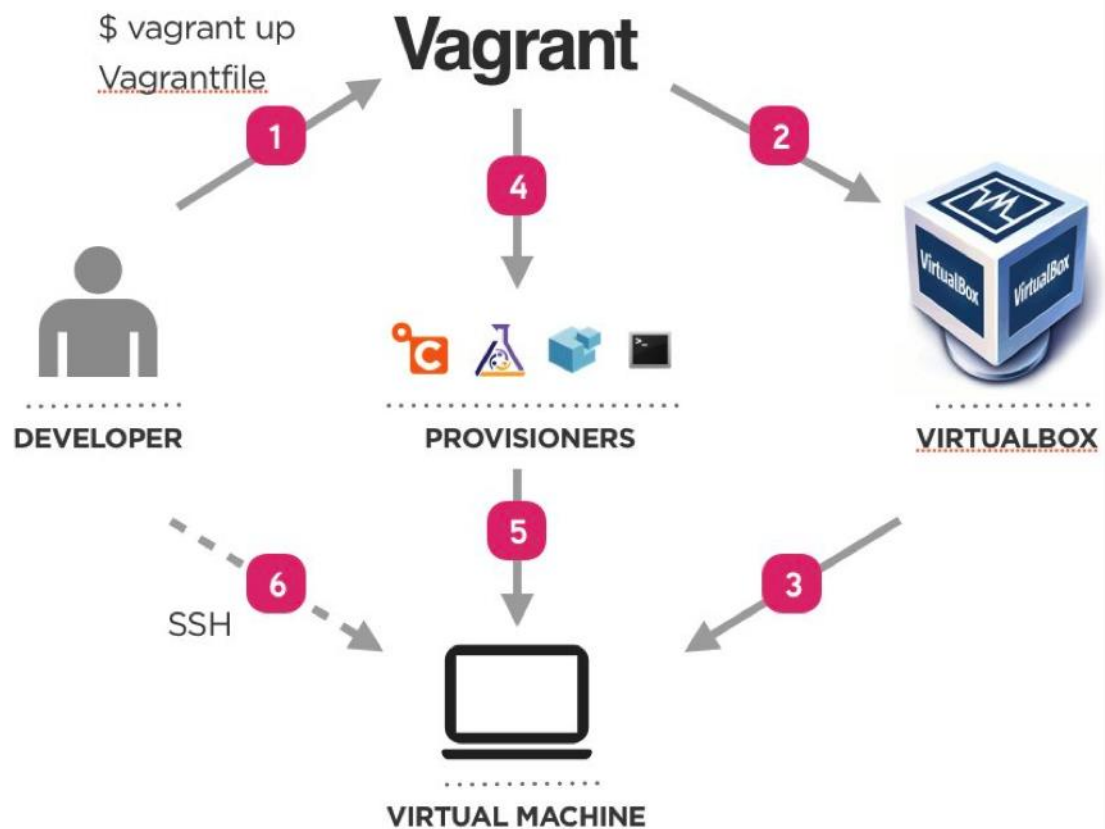 $ vagrant up
Vagrantfile
Vagrant
1
2
4
VirtualBox
VirtualBox
C
>_
DEVELOPER
PROVISIONERS
VIRTUALBOX
5
6
3
SSH
VIRTUAL MACHINE